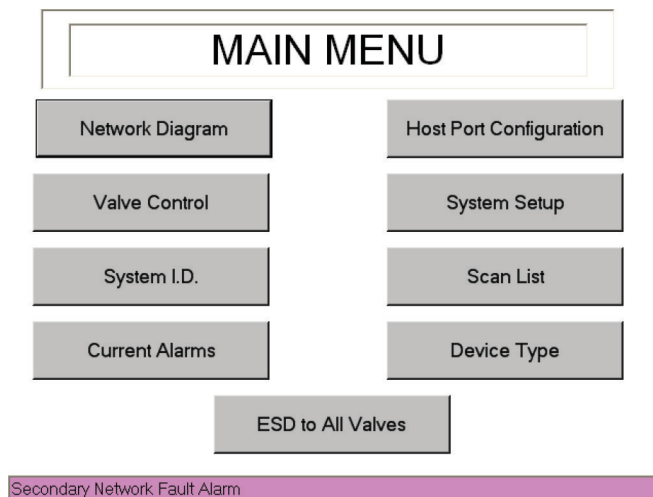 MAIN MENU
Network Diagram
Host Port Configuration
Valve Control
System Setup
System I.D.
Scan List
Current Alarms
Device Type
ESD to All Valves
Secondary Network Fault Alarm